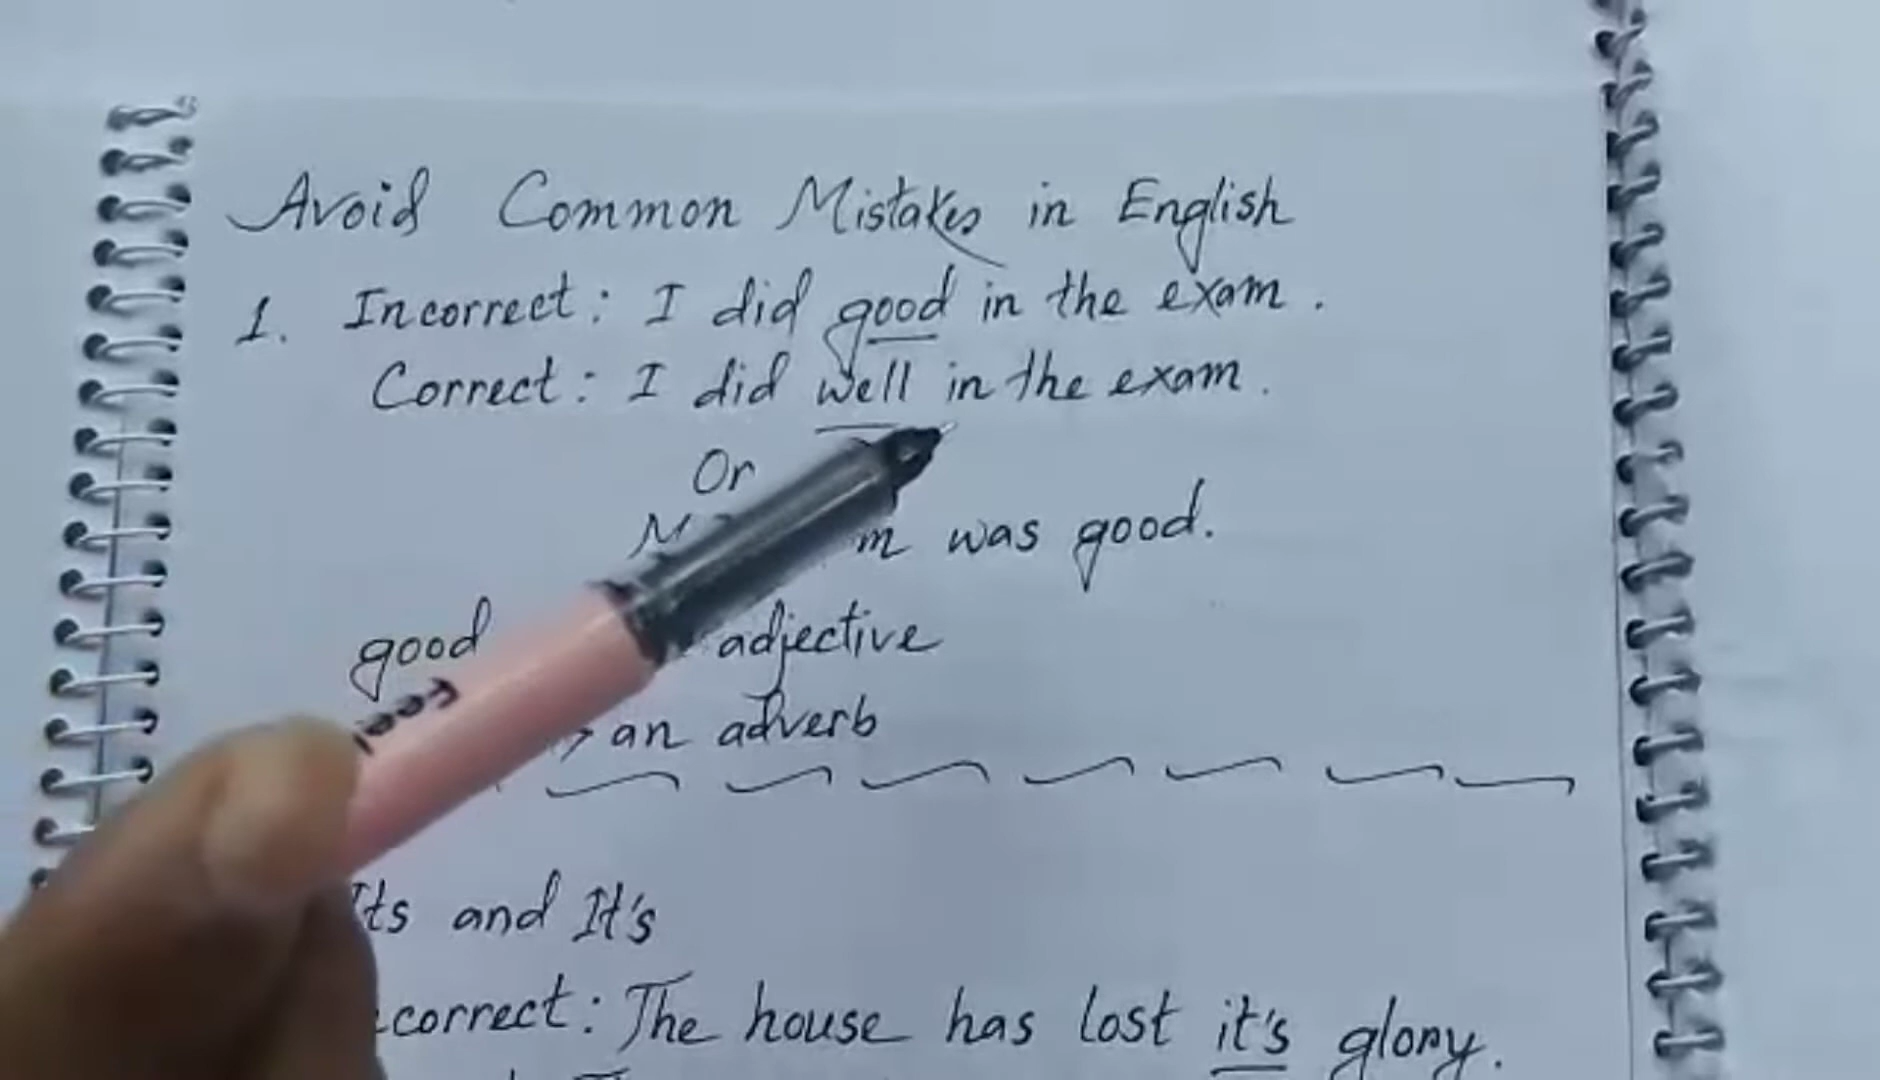 Avoid Common Mistakes in English
1. Incorrect: I did good in the exam.
Correct: I did well in the exam.
Or
was good.
good adjective
an adverb
Its and It's
correct: The house has lost it's glory.